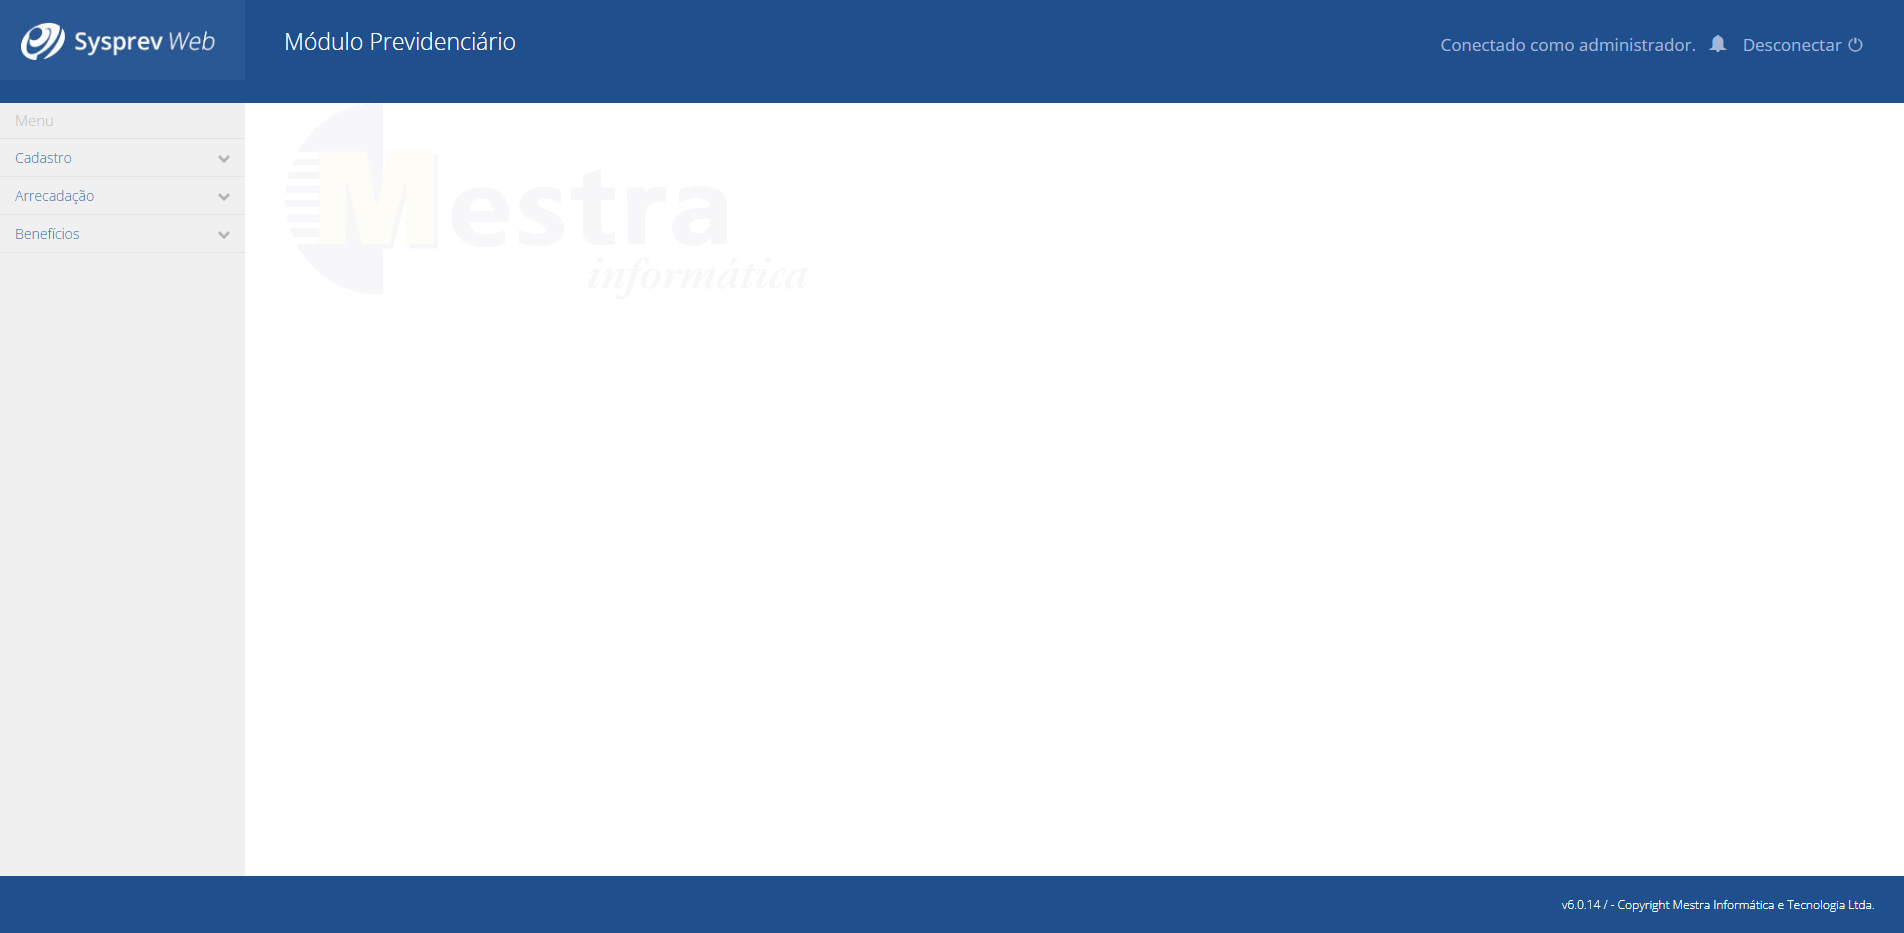 Sysprev Web
Módulo Previdenciário
Conectado como administrador.
Desconectar
Menu
Cadastro
Arrecadação
Benefícios
Mestra
informática
v6.0.14 / - Copyright Mestra Informática e Tecnologia Ltda.